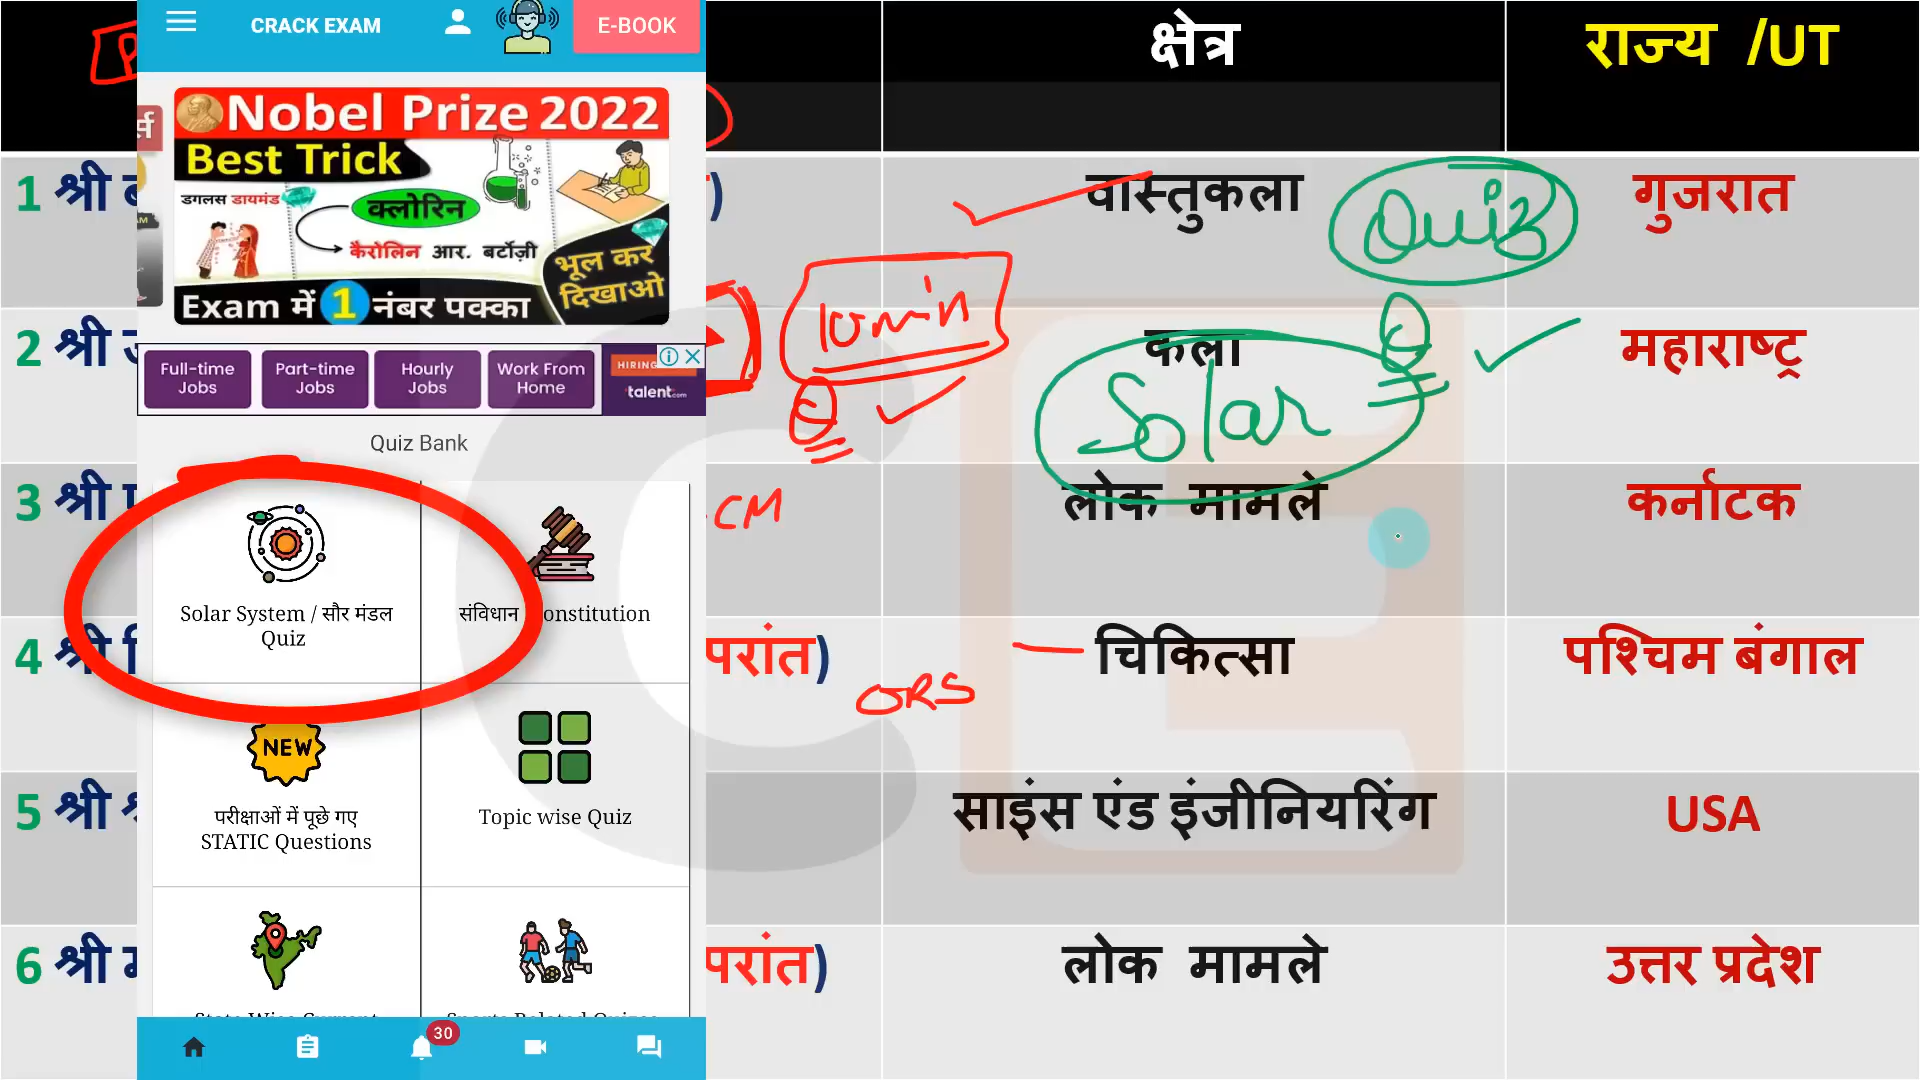 CRACK EXAM
E-BOOK
क्षेत्र
राज्य /UT
Nobel Prize 2022
Best Trick
डगलस डायमंड
क्लोरिन
कैरोलिन आर. बर्टोज़ी
भूल कर
दिखाओ
Exam में 1 नंबर पक्का
Full-time Jobs
Part-time Jobs
Hourly Jobs
Work From Home
HIRING
talent.com
Quiz Bank
Solar System / सौर मंडल
Quiz
संविधान
onstitution
NEW
परीक्षाओं में पूछे गए
STATIC Questions
Topic wise Quiz
30
1 श्री
वास्तुकला
Quiz
गुजरात
10 min
2 श्री
कला
Solar
महाराष्ट्र
3 श्री
CM
लोक मामले
कर्नाटक
4 श्री
परांत)
चिकित्सा
पश्चिम बंगाल
ORS
5 श्री
साइंस एंड इंजीनियरिंग
USA
6 श्री
परांत)
लोक मामले
उत्तर प्रदेश